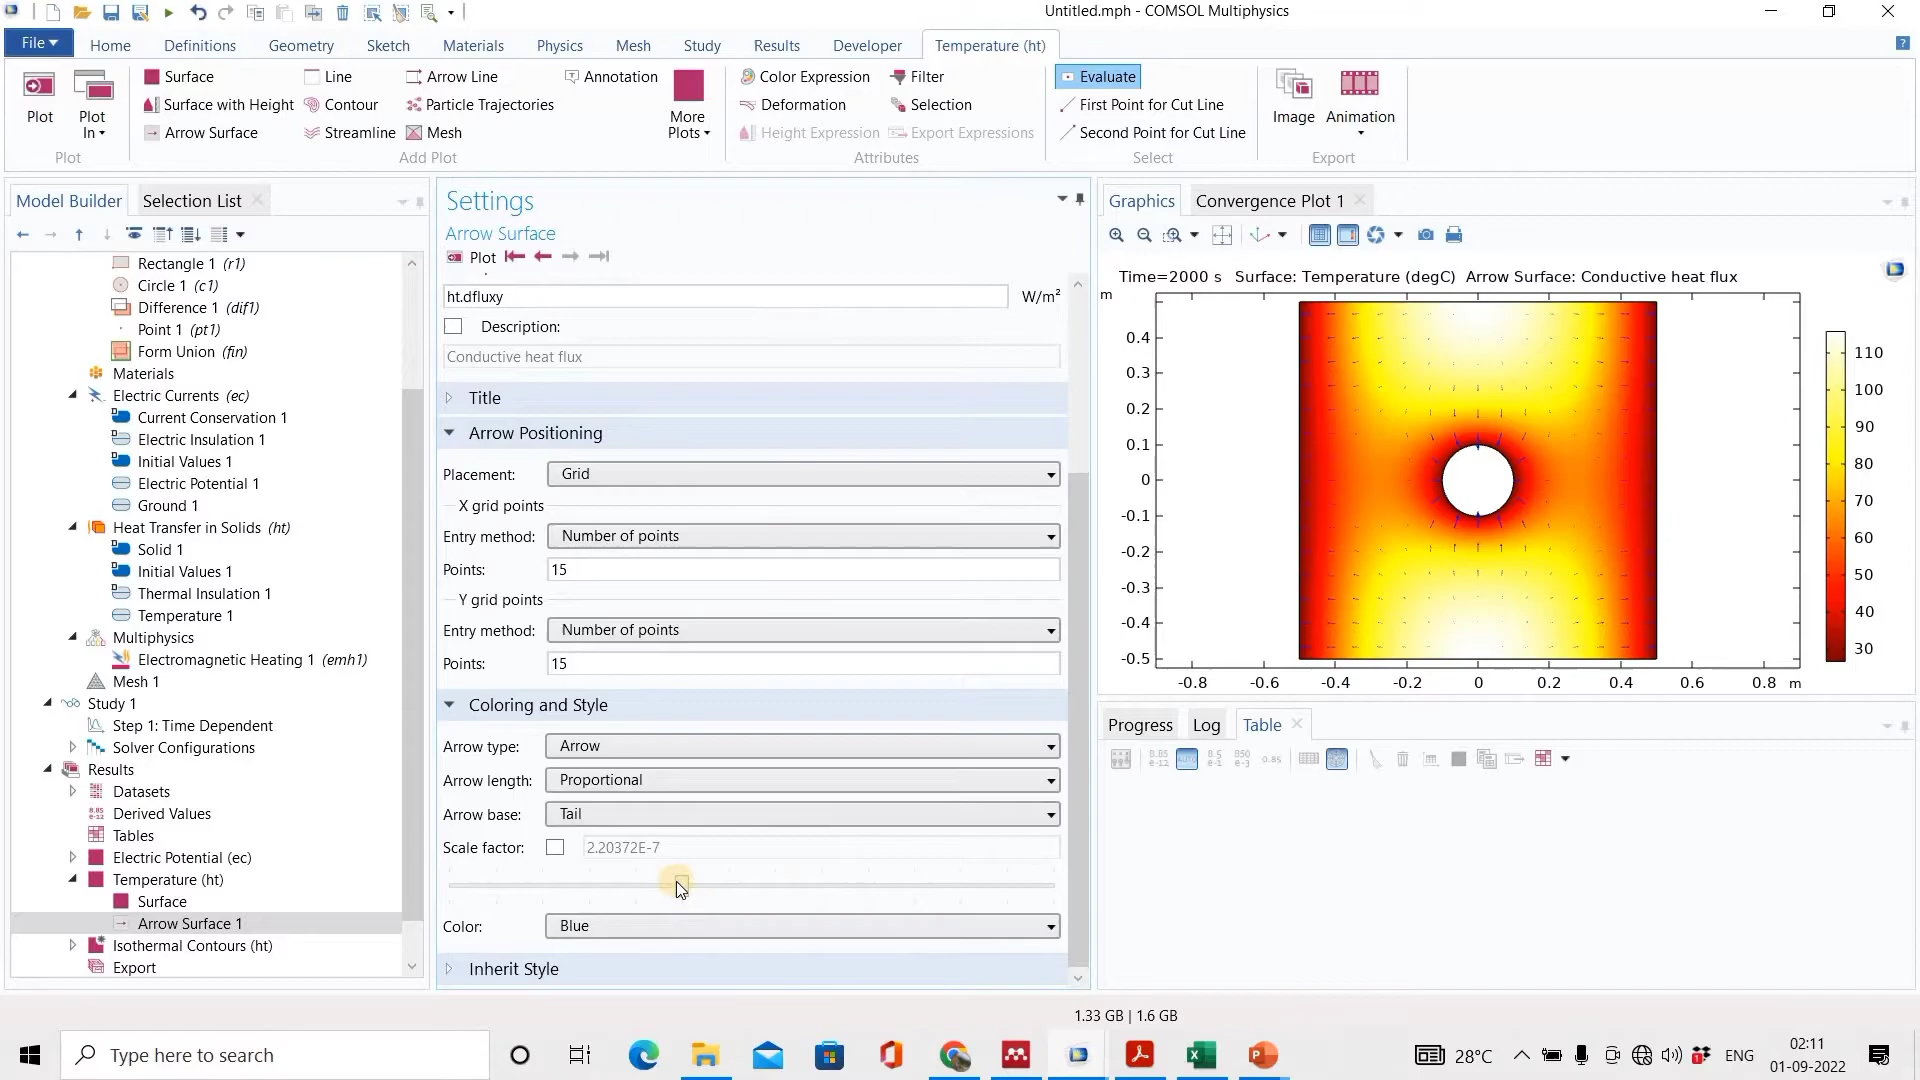 Untitled.mph - COMSOL Multiphysics
File Home Definitions Geometry Sketch Materials Physics Mesh Study Results Developer Temperature (ht)
Plot
Plot In
Plot
Surface Line Arrow Line Annotation
Surface with Height Contour Particle Trajectories
Arrow Surface Streamline Mesh
More Plots
Add Plot
Color Expression Filter
Deformation Selection
Height Expression Export Expressions
Attributes
Evaluate
First Point for Cut Line
Second Point for Cut Line
Select
Image Animation
Export
Model Builder Selection List
Rectangle 1 (r1)
Circle 1 (c1)
Difference 1 (dif1)
Point 1 (pt1)
Form Union (fin)
Materials
Electric Currents (ec)
Current Conservation 1
Electric Insulation 1
Initial Values 1
Electric Potential 1
Ground 1
Heat Transfer in Solids (ht)
Solid 1
Initial Values 1
Thermal Insulation 1
Temperature 1
Multiphysics
Electromagnetic Heating 1 (emh1)
Mesh 1
Study 1
Step 1: Time Dependent
Solver Configurations
Results
Datasets
Derived Values
Tables
Electric Potential (ec)
Temperature (ht)
Surface
Arrow Surface 1
Isothermal Contours (ht)
Export
Settings
Arrow Surface
Plot
ht.dfluxy W/m²
Description:
Conductive heat flux
Title
Arrow Positioning
Placement: Grid
X grid points
Entry method: Number of points
Points: 15
Y grid points
Entry method: Number of points
Points: 15
Coloring and Style
Arrow type: Arrow
Arrow length: Proportional
Arrow base: Tail
Scale factor: 2.20372E-7
Color: Blue
Inherit Style
Graphics Convergence Plot 1
Time=2000 s Surface: Temperature (degC) Arrow Surface: Conductive heat flux
m
0.4
0.3
0.2
0.1
0
-0.1
-0.2
-0.3
-0.4
-0.5
-0.8 -0.6 -0.4 -0.2 0 0.2 0.4 0.6 0.8 m
110
100
90
80
70
60
50
40
30
Progress Log Table
8.85 e-12 AUTO 8.5 e-1 850 e-3 0.85
1.33 GB | 1.6 GB
Type here to search
28°C
ENG
02:11
01-09-2022